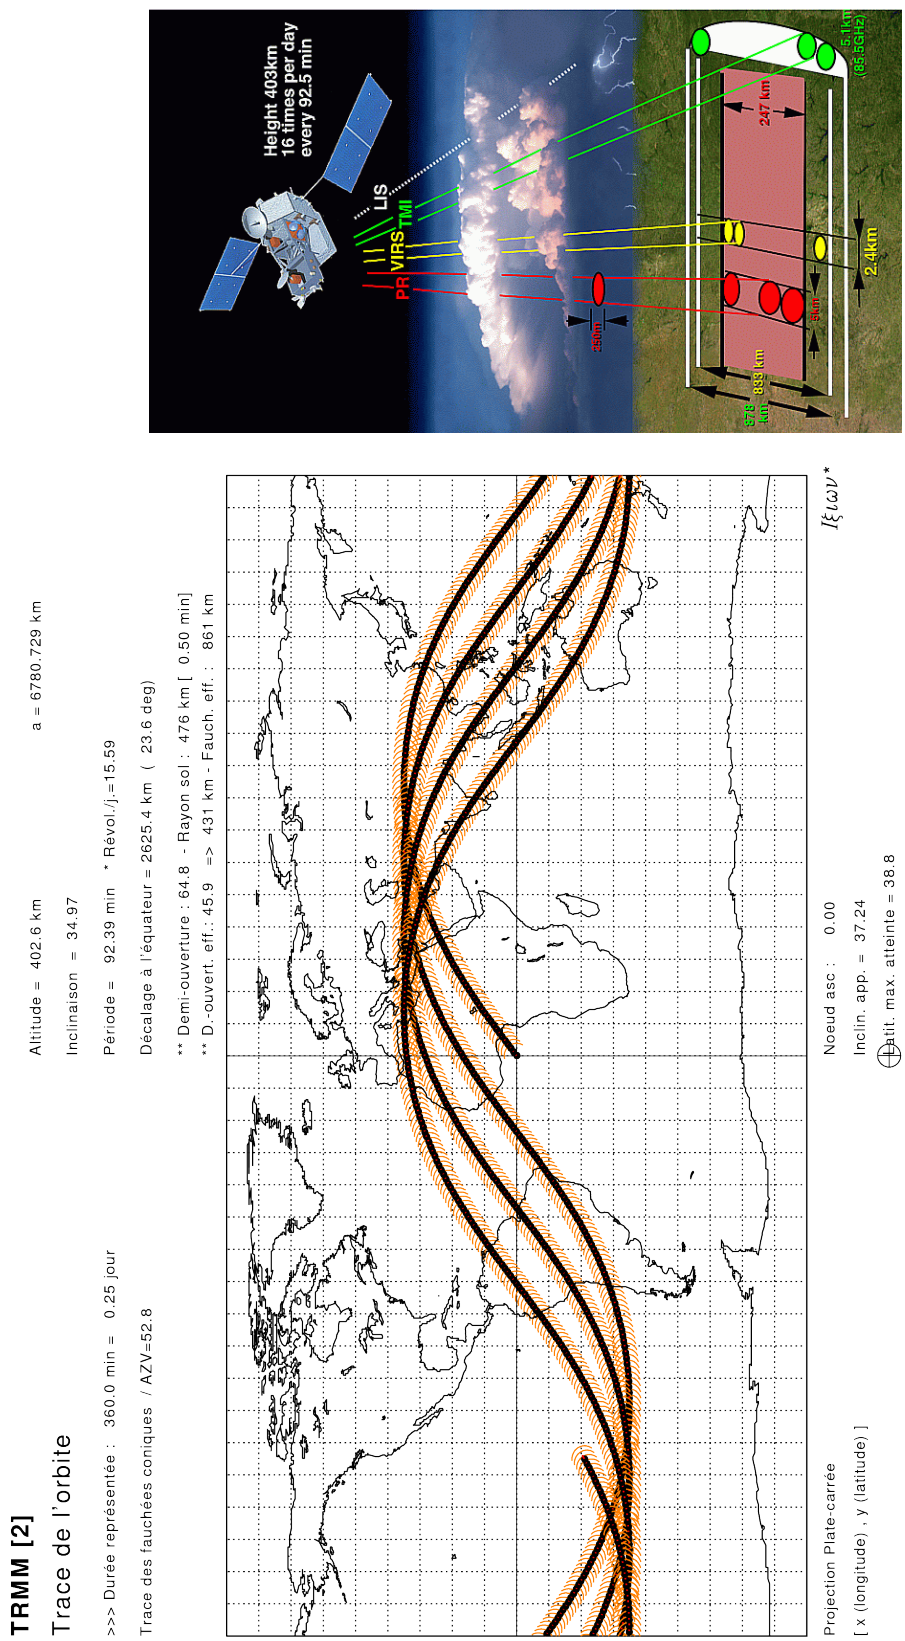 TRMM [2]
Trace de l'orbite
>>> Durée représentée : 360.0 min = 0.25 jour
Trace des fauchées coniques / AZV=52.8
Altitude = 402.6 km
a = 6780.729 km
Inclinaison = 34.97
Période = 92.39 min * Révol./j.=15.59
Décalage à l'équateur = 2625.4 km ( 23.6 deg)
** Demi-ouverture : 64.8 - Rayon sol : 476 km [ 0.50 min]
** D.-ouvert. eff.: 45.9 => 431 km - Fauch. eff. : 861 km
Projection Plate-carrée
[ x (longitude) , y (latitude) ]
Noeud asc : 0.00
Inclin. app. = 37.24
Latit. max. atteinte = 38.8
Ιξιων*
Height 403km
16 times per day
every 92.5 min
LIS
TMI
VIRS
PR
250m
247 km
5.1km
(85.5GHz)
2.4km
5km
833 km
878
km